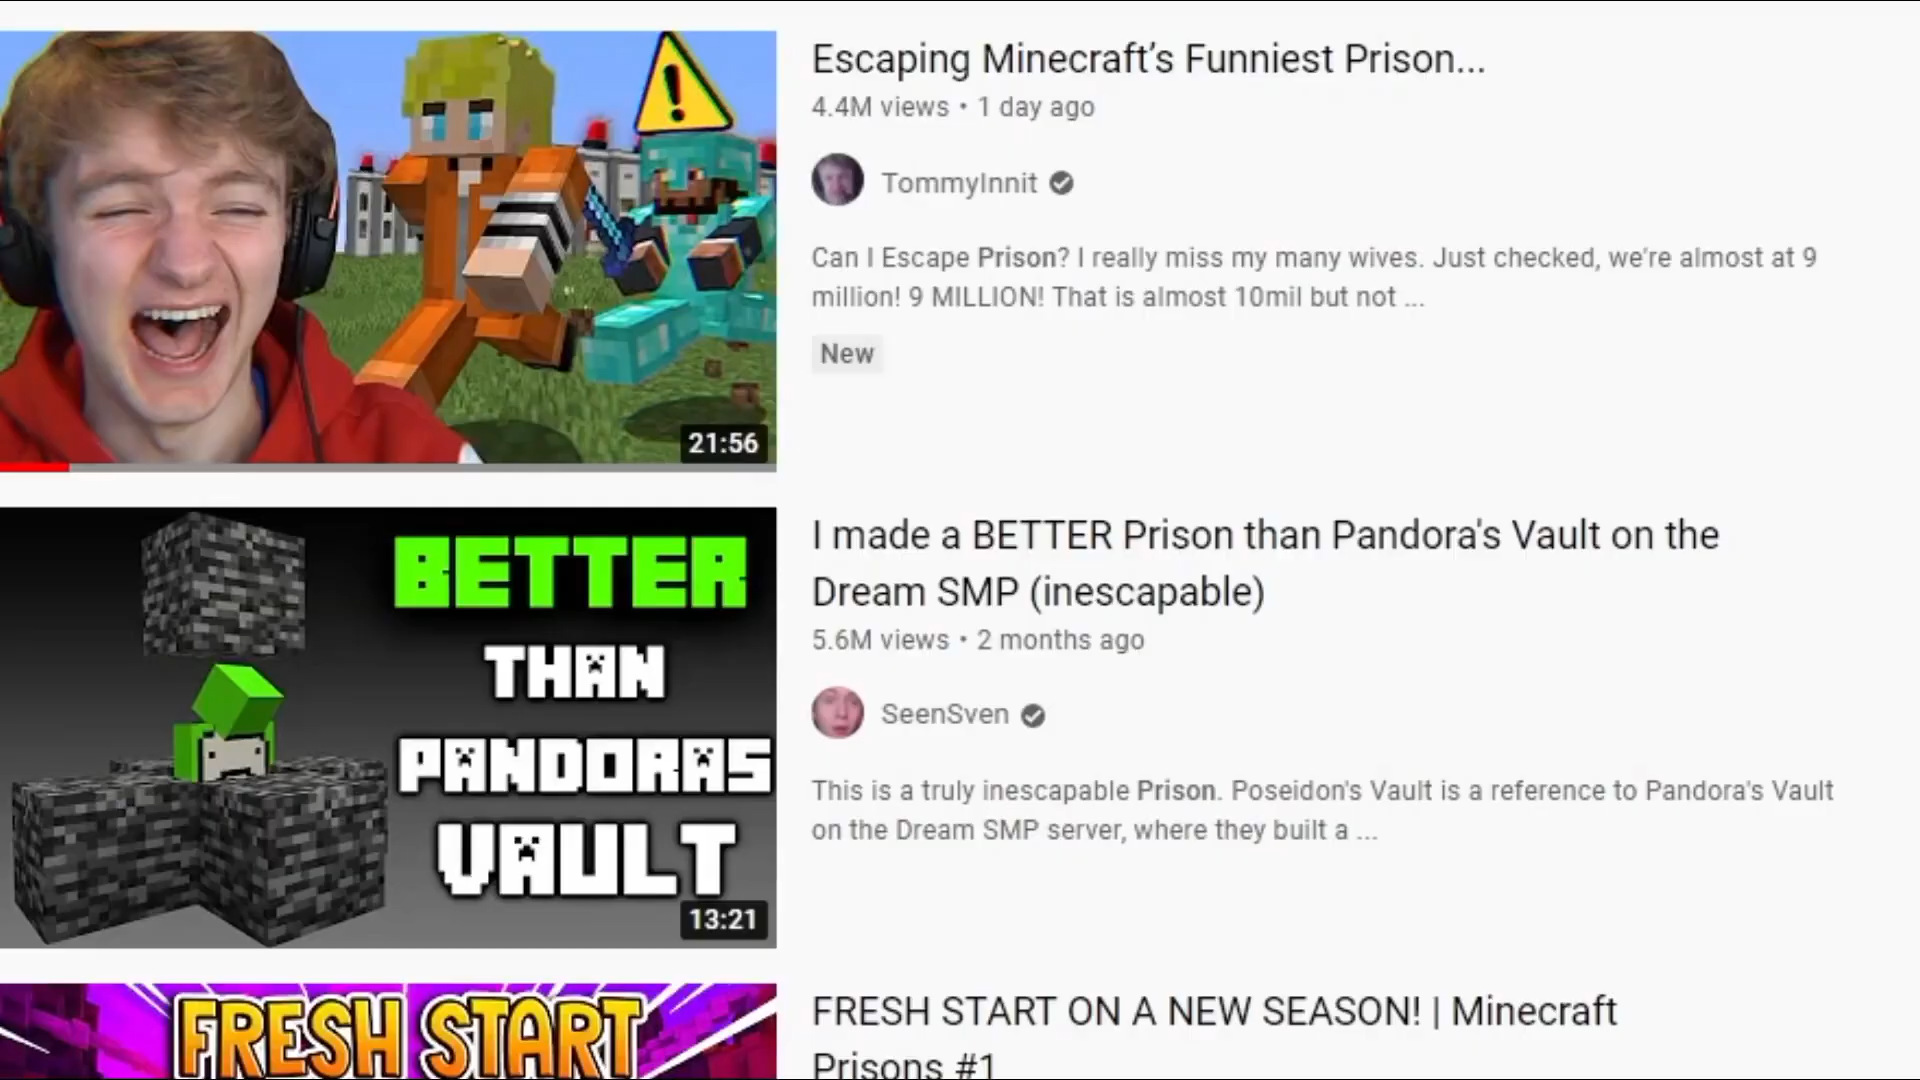 Escaping Minecraft’s Funniest Prison...
4.4M views • 1 day ago
TommyInnit
Can I Escape Prison? I really miss my many wives. Just checked, we're almost at 9
million! 9 MILLION! That is almost 10mil but not ...
New
!
21:56
I made a BETTER Prison than Pandora's Vault on the
Dream SMP (inescapable)
5.6M views • 2 months ago
SeenSven
This is a truly inescapable Prison. Poseidon's Vault is a reference to Pandora's Vault
on the Dream SMP server, where they built a ...
BETTER
THAN
PANDORAS
VAULT
13:21
FRESH START ON A NEW SEASON! | Minecraft
Prisons #1
FRESH START